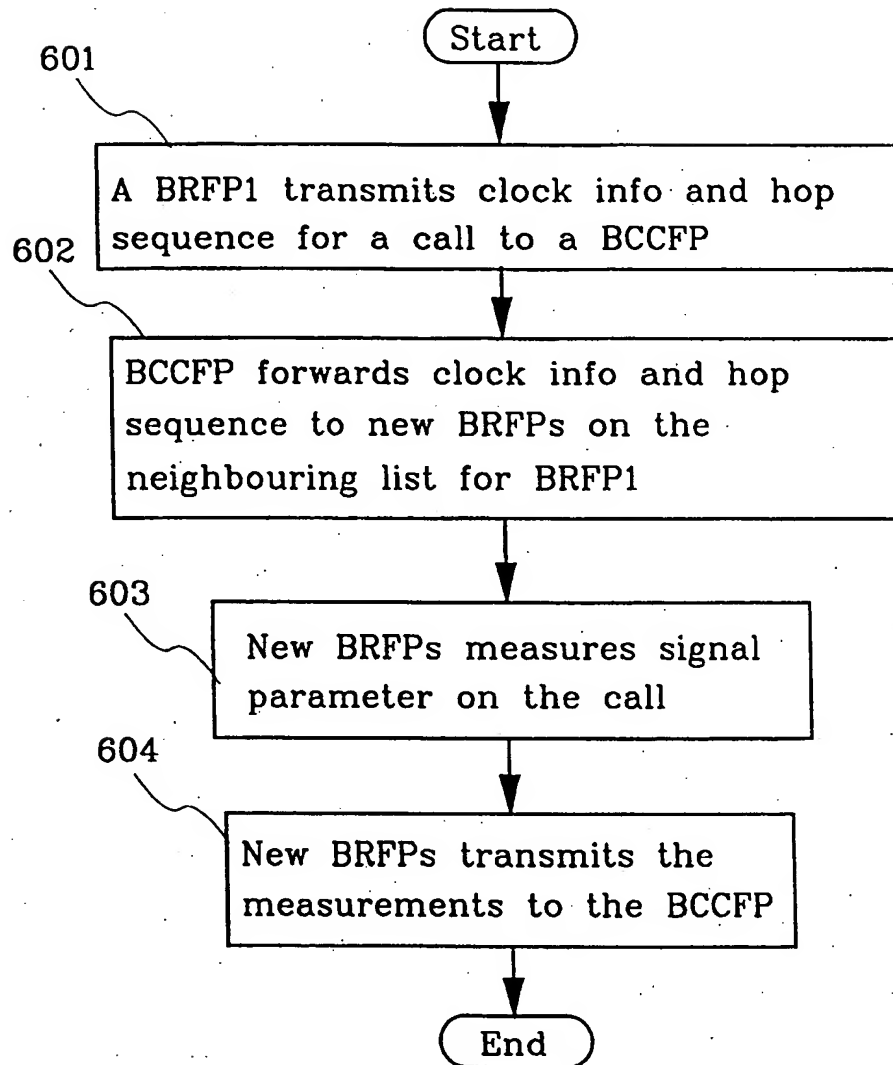 Start
601
A BRFP1 transmits clock info and hop
sequence for a call to a BCCFP
602
BCCFP forwards clock info and hop
sequence to new BRFPs on the
neighbouring list for BRFP1
603
New BRFPs measures signal
parameter on the call
604
New BRFPs transmits the
measurements to the BCCFP
End